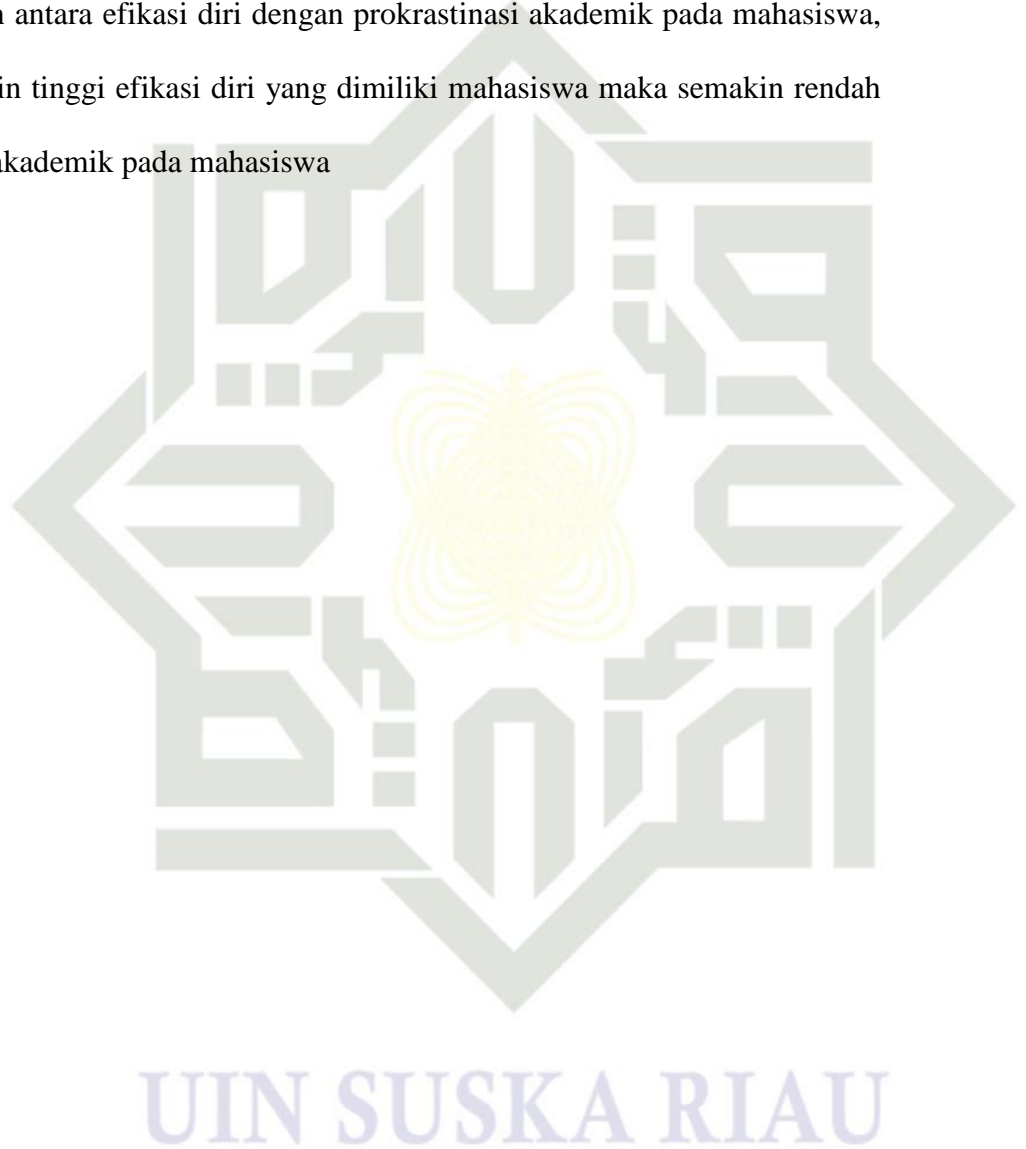 antara efikasi diri dengan prokrastinasi akademik pada mahasiswa,
tinggi efikasi diri yang dimiliki mahasiswa maka semakin rendah
akademik pada mahasiswa
UIN SUSKA RIAU